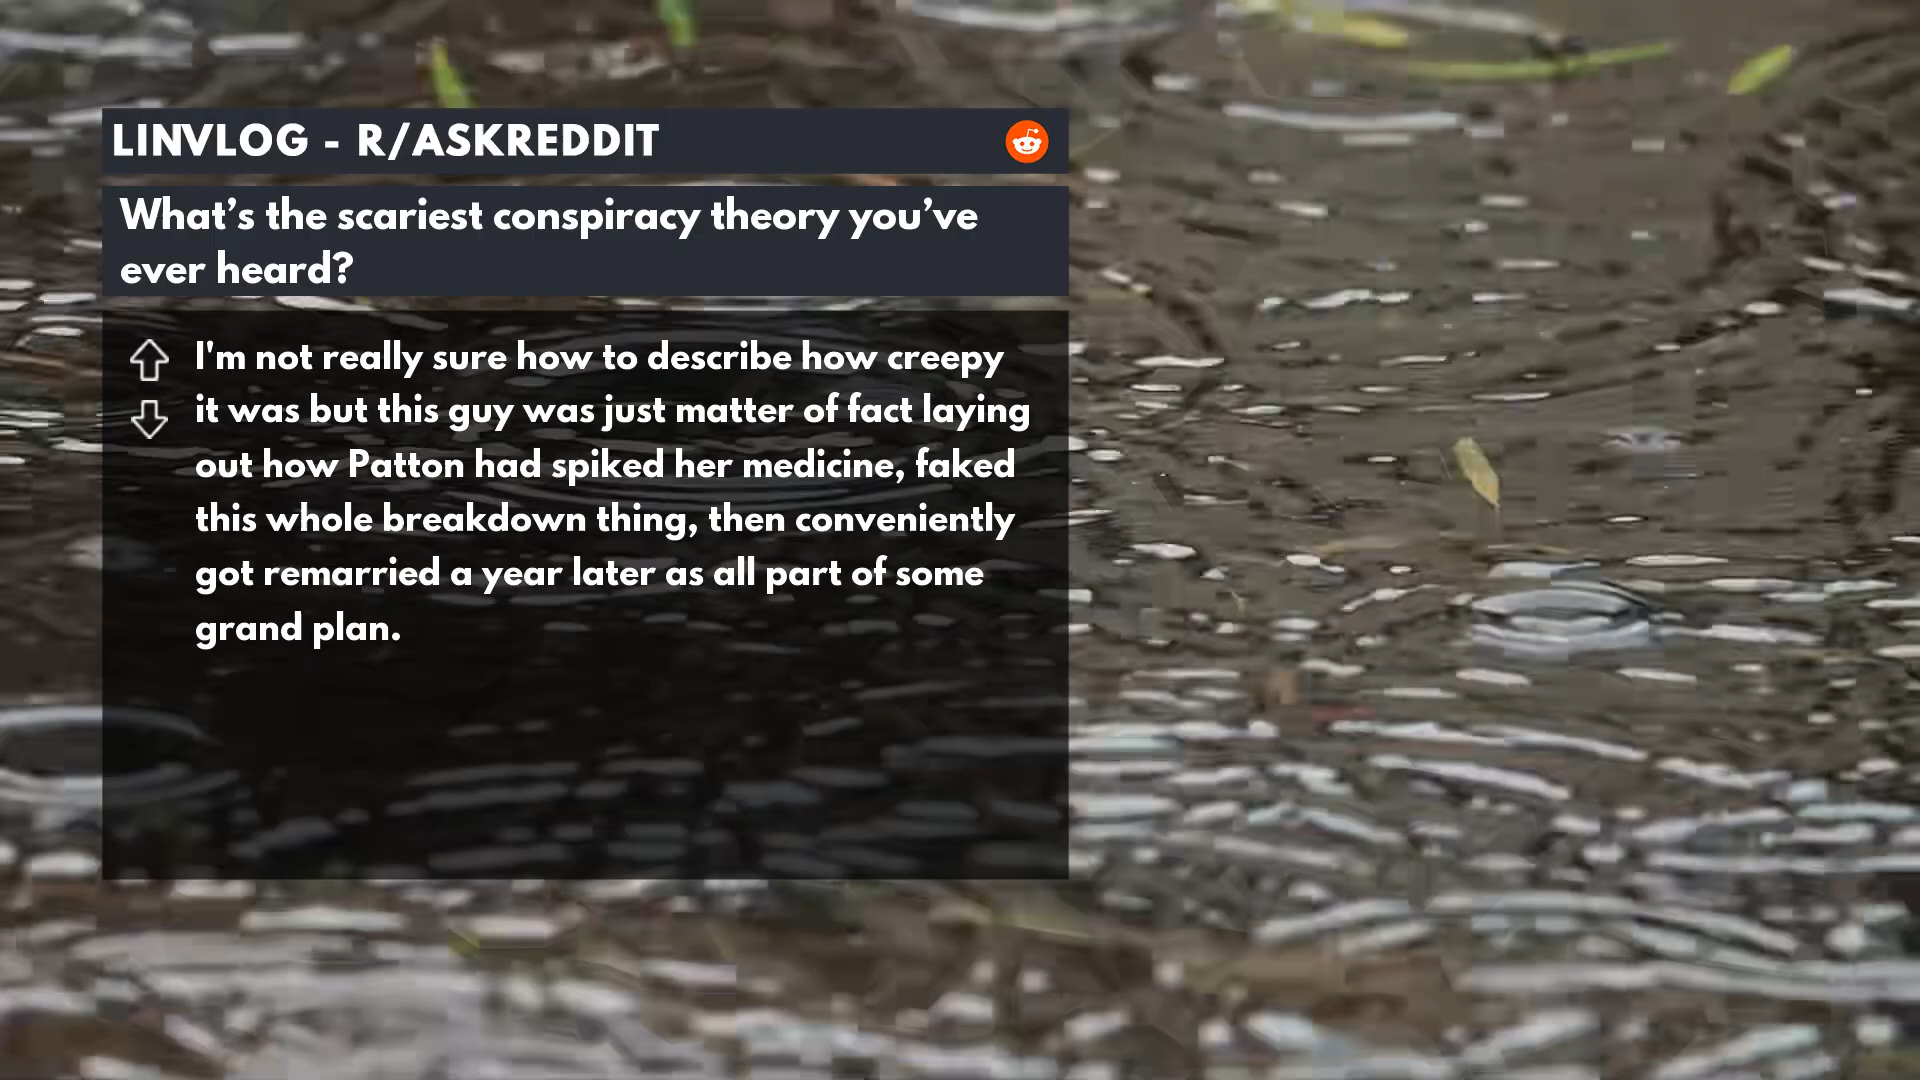 LINVLOG - R/ASKREDDIT
What’s the scariest conspiracy theory you’ve
ever heard?
I'm not really sure how to describe how creepy
it was but this guy was just matter of fact laying
out how Patton had spiked her medicine, faked
this whole breakdown thing, then conveniently
got remarried a year later as all part of some
grand plan.